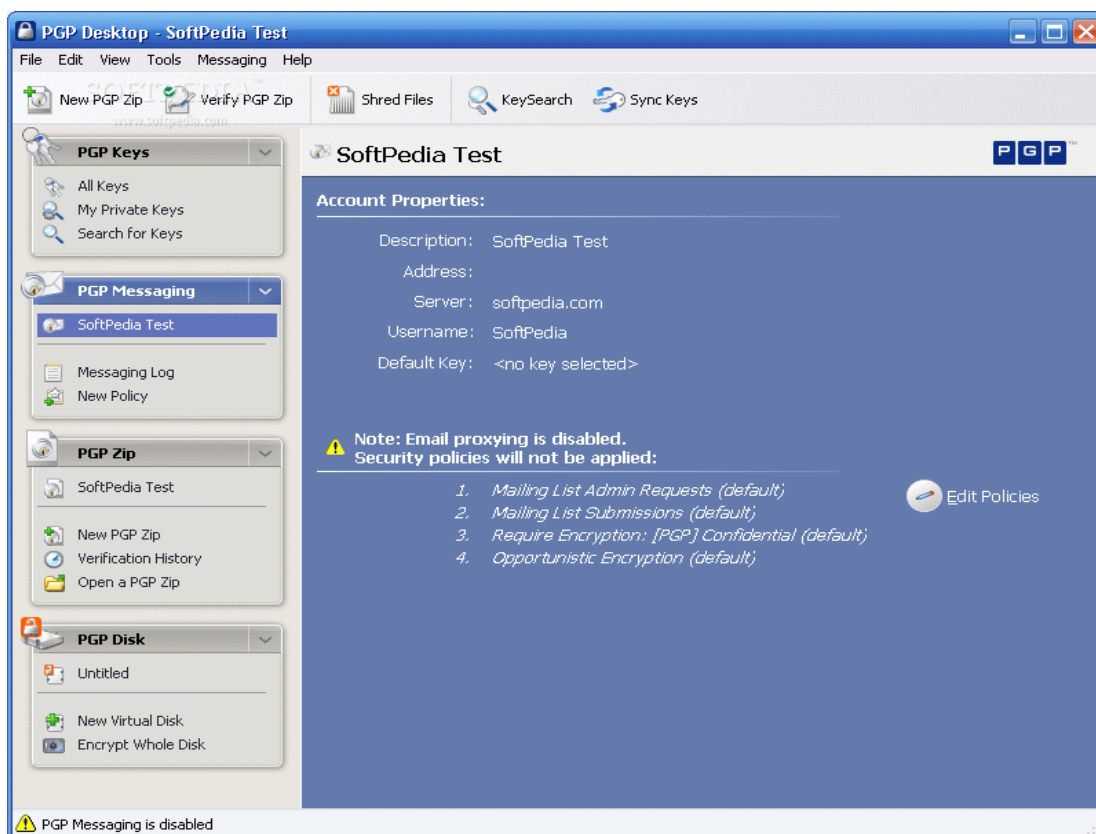 PGP Desktop - SoftPedia Test
File Edit View Tools Messaging Help
New PGP Zip Verify PGP Zip Shred Files KeySearch Sync Keys
SOFTPEDIA
www.softpedia.com
PGP Keys
All Keys
My Private Keys
Search for Keys
PGP Messaging
SoftPedia Test
Messaging Log
New Policy
PGP Zip
SoftPedia Test
New PGP Zip
Verification History
Open a PGP Zip
PGP Disk
Untitled
New Virtual Disk
Encrypt Whole Disk
SoftPedia Test
PGP™
Account Properties:
Description: SoftPedia Test
Address:
Server: softpedia.com
Username: SoftPedia
Default Key: <no key selected>
Note: Email proxying is disabled.
Security policies will not be applied:
1. Mailing List Admin Requests (default)
2. Mailing List Submissions (default)
3. Require Encryption: [PGP] Confidential (default)
4. Opportunistic Encryption (default)
Edit Policies
PGP Messaging is disabled